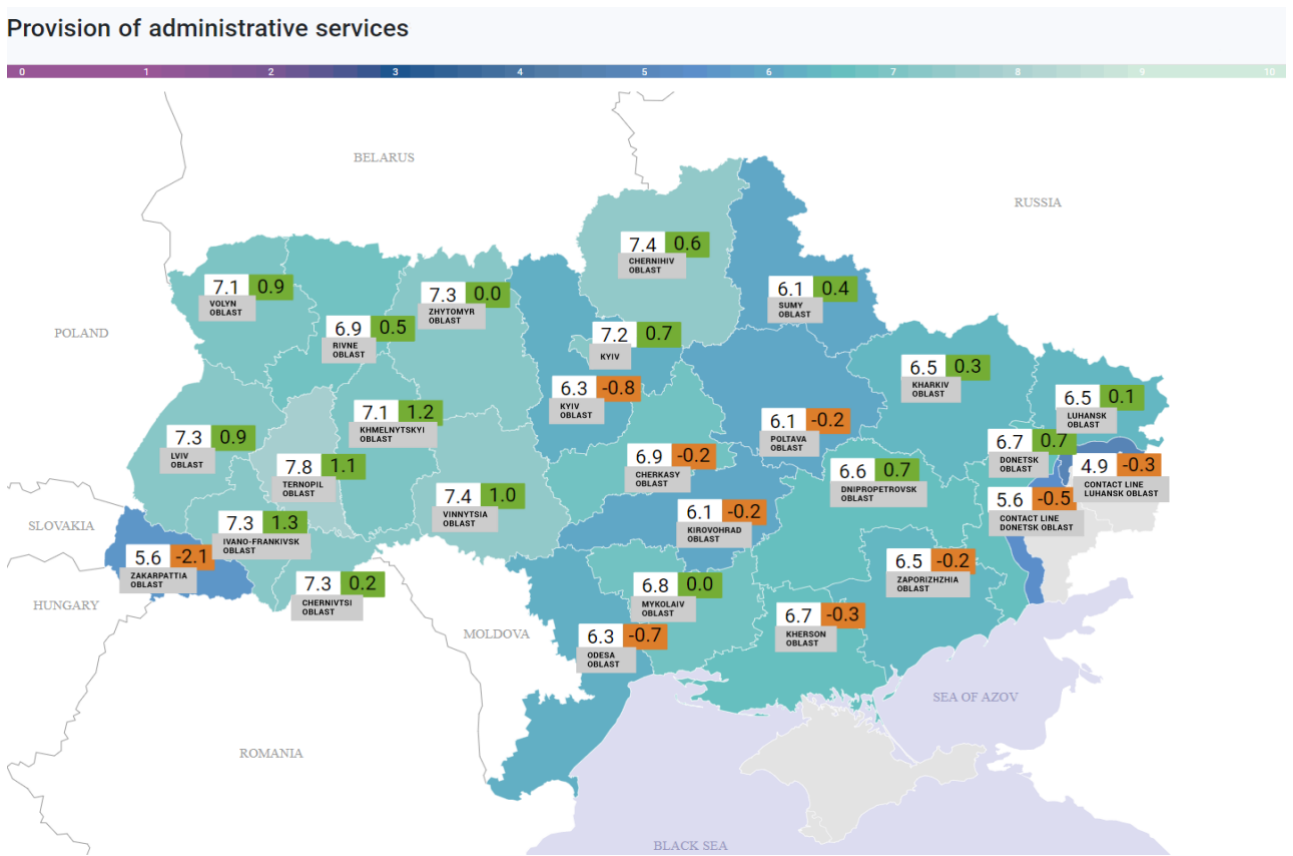 Provision of administrative services
0 1 2 3 4 5 6 7 8 9 10
BELARUS
RUSSIA
POLAND
SLOVAKIA
HUNGARY
MOLDOVA
ROMANIA
SEA OF AZOV
BLACK SEA
7.4 0.6
CHERNIHIV
OBLAST
7.1 0.9
VOLYN
OBLAST
7.3 0.0
ZHYTOMYR
OBLAST
6.1 0.4
SUMY
OBLAST
6.9 0.5
RIVNE
OBLAST
7.2 0.7
KYIV
6.3 -0.8
KYIV
OBLAST
6.5 0.3
KHARKIV
OBLAST
6.5 0.1
LUHANSK
OBLAST
7.1 1.2
KHMELNYTSKYI
OBLAST
6.1 -0.2
POLTAVA
OBLAST
7.3 0.9
LVIV
OBLAST
6.7 0.7
DONETSK
OBLAST
7.8 1.1
TERNOPIL
OBLAST
6.9 -0.2
CHERKASY
OBLAST
6.6 0.7
DNIPROPETROVSK
OBLAST
4.9 -0.3
CONTACT LINE
LUHANSK OBLAST
7.4 1.0
VINNYTSIA
OBLAST
5.6 -0.5
CONTACT LINE
DONETSK OBLAST
6.1 -0.2
KIROVOHRAD
OBLAST
7.3 1.3
IVANO-FRANKIVSK
OBLAST
5.6 -2.1
ZAKARPATTIA
OBLAST
6.5 -0.2
ZAPORIZHZHIA
OBLAST
7.3 0.2
CHERNIVTSI
OBLAST
6.8 0.0
MYKOLAIV
OBLAST
6.7 -0.3
KHERSON
OBLAST
6.3 -0.7
ODESA
OBLAST